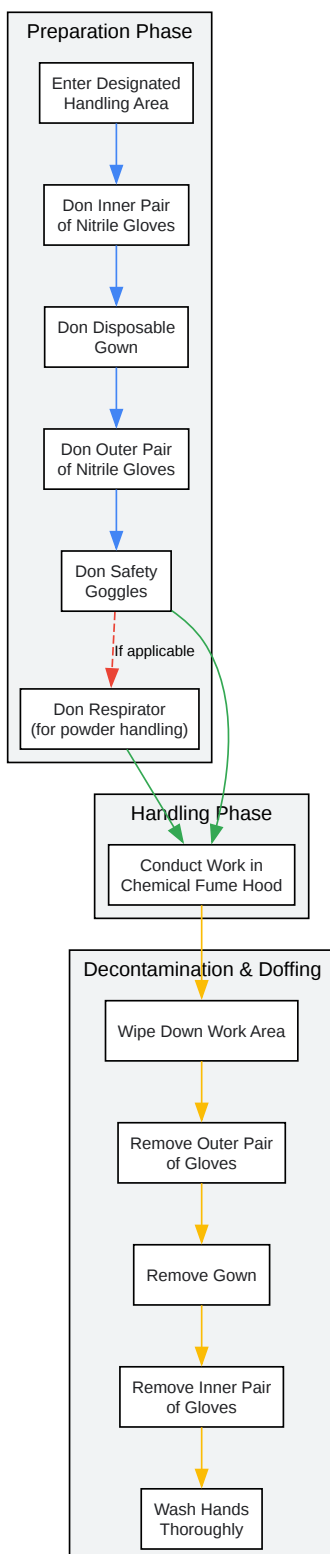 Preparation Phase
Enter Designated
Handling Area
Don Inner Pair
of Nitrile Gloves
Don Disposable
Gown
Don Outer Pair
of Nitrile Gloves
Don Safety
Goggles
If applicable
Don Respirator
(for powder handling)
Handling Phase
Conduct Work in
Chemical Fume Hood
Decontamination & Doffing
Wipe Down Work Area
Remove Outer Pair
of Gloves
Remove Gown
Remove Inner Pair
of Gloves
Wash Hands
Thoroughly